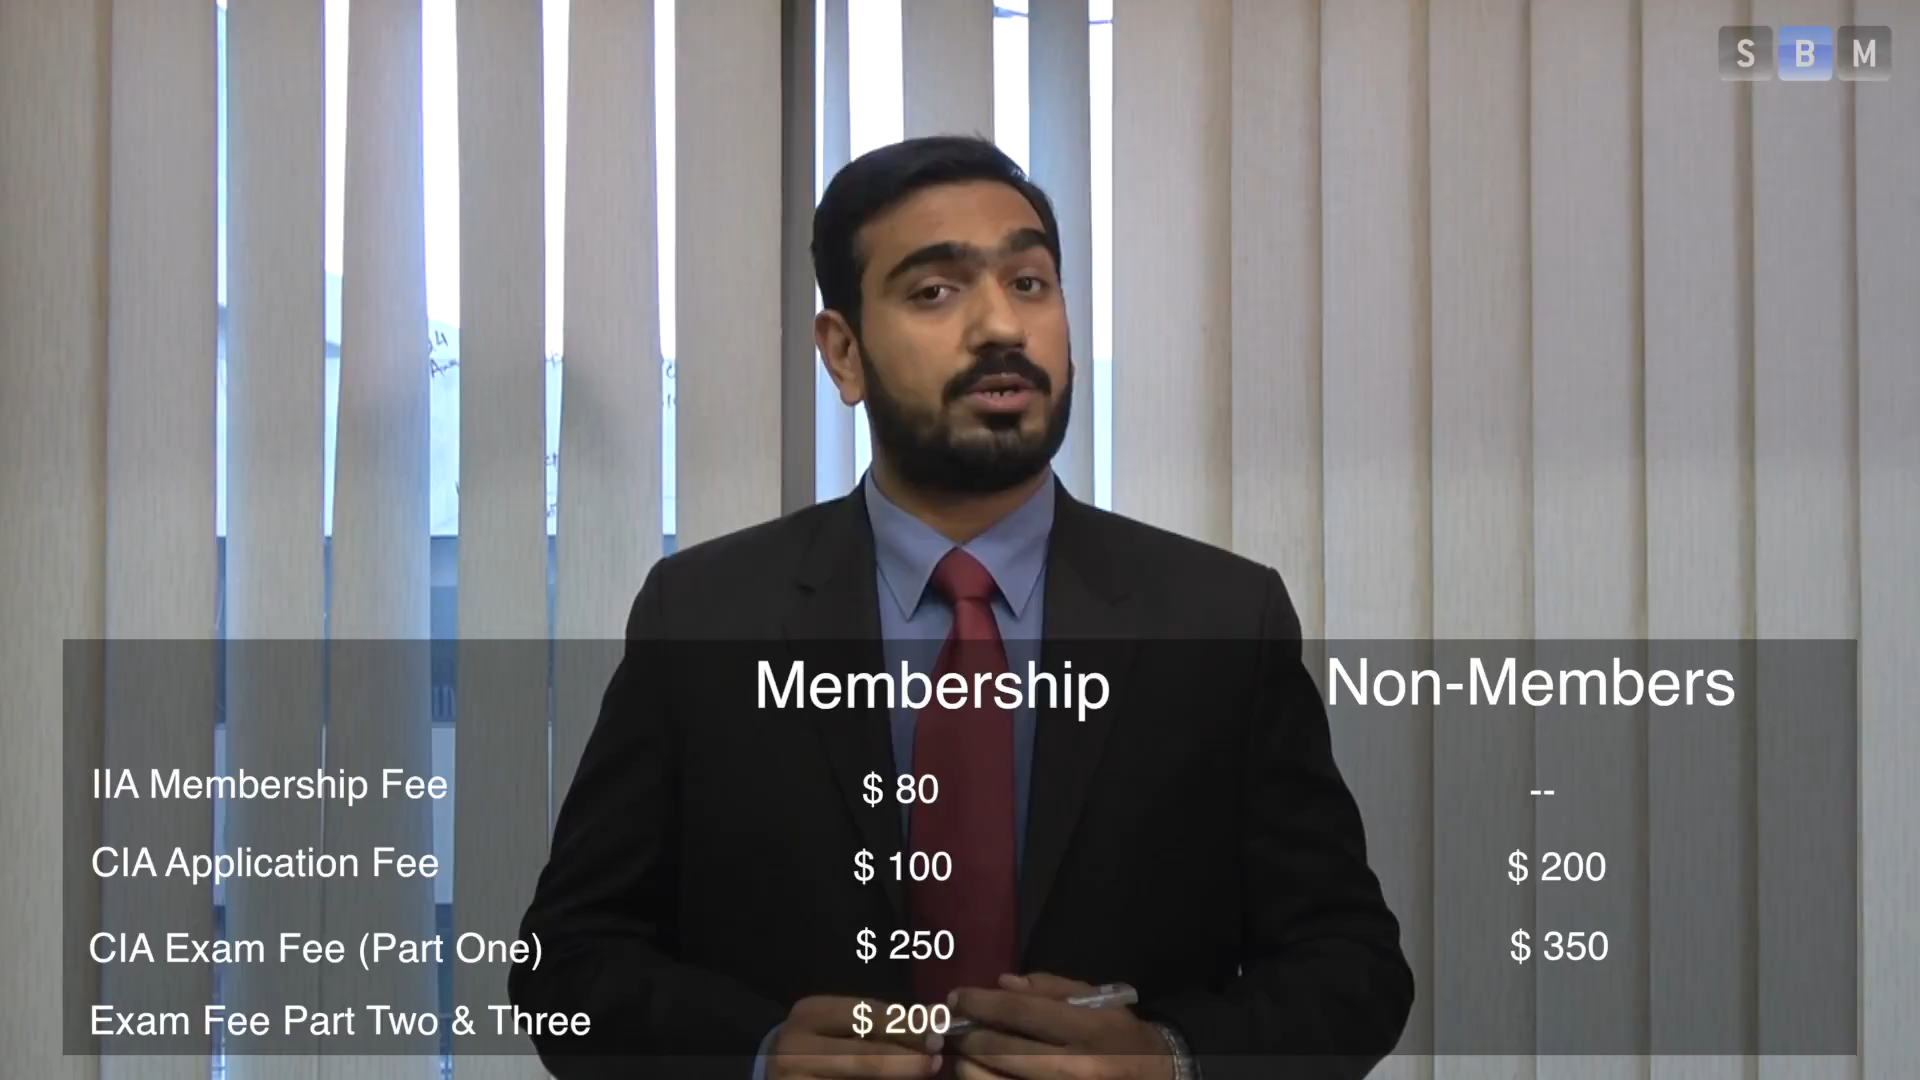 S B M
Membership Non-Members
IIA Membership Fee $ 80 --
CIA Application Fee $ 100 $ 200
CIA Exam Fee (Part One) $ 250 $ 350
Exam Fee Part Two & Three $ 200